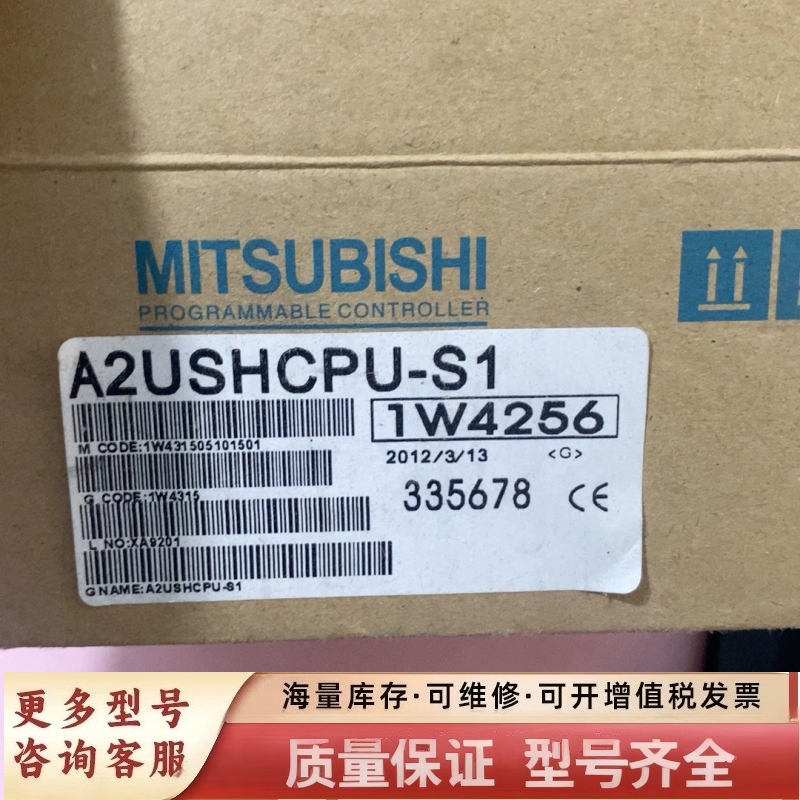 MITSUBISHI
PROGRAMMABLE CONTROLLER
A2USHCPU-S1
1W4256
M CODE:1W431505101501
2012/3/13 <G>
G CODE:1W4315
335678 CE
L NO:XA9201
G NAME:A2USHCPU-S1
更多型号
咨询客服
海量库存·可维修·可开增值税发票
质量保证 型号齐全